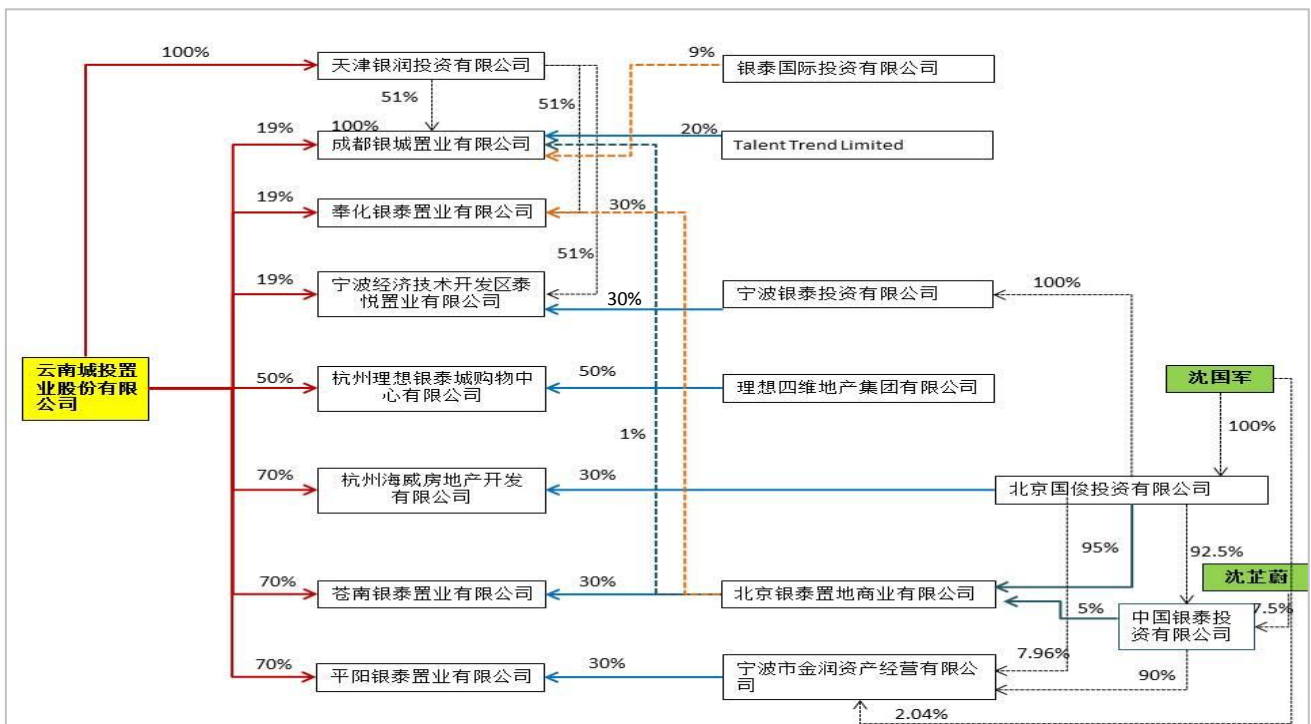 100%
天津银润投资有限公司
9%
银泰国际投资有限公司
51%
51%
19%
100%
成都银城置业有限公司
20%
Talent Trend Limited
19%
奉化银泰置业有限公司
30%
51%
19%
宁波经济技术开发区泰
悦置业有限公司
30%
宁波银泰投资有限公司
100%
云南城投置
业股份有限
公司
50%
杭州理想银泰城购物中
心有限公司
50%
理想四维地产集团有限公司
沈国军
100%
1%
70%
杭州海威房地产开发
有限公司
30%
北京国俊投资有限公司
95%
92.5%
沈芷蔚
70%
苍南银泰置业有限公司
30%
北京银泰置地商业有限公司
5%
中国银泰投
资有限公司
7.5%
70%
平阳银泰置业有限公司
30%
宁波市金润资产经营有限公
司
7.96%
90%
2.04%